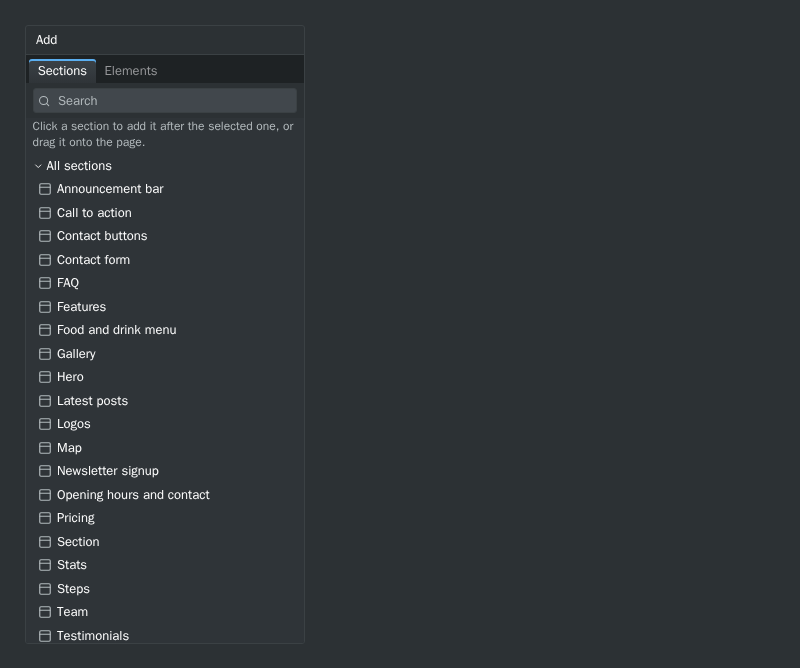 Add
Sections
Elements
Search
Click a section to add it after the selected one, or
drag it onto the page.
All sections
Announcement bar
Call to action
Contact buttons
Contact form
FAQ
Features
Food and drink menu
Gallery
Hero
Latest posts
Logos
Map
Newsletter signup
Opening hours and contact
Pricing
Section
Stats
Steps
Team
Testimonials